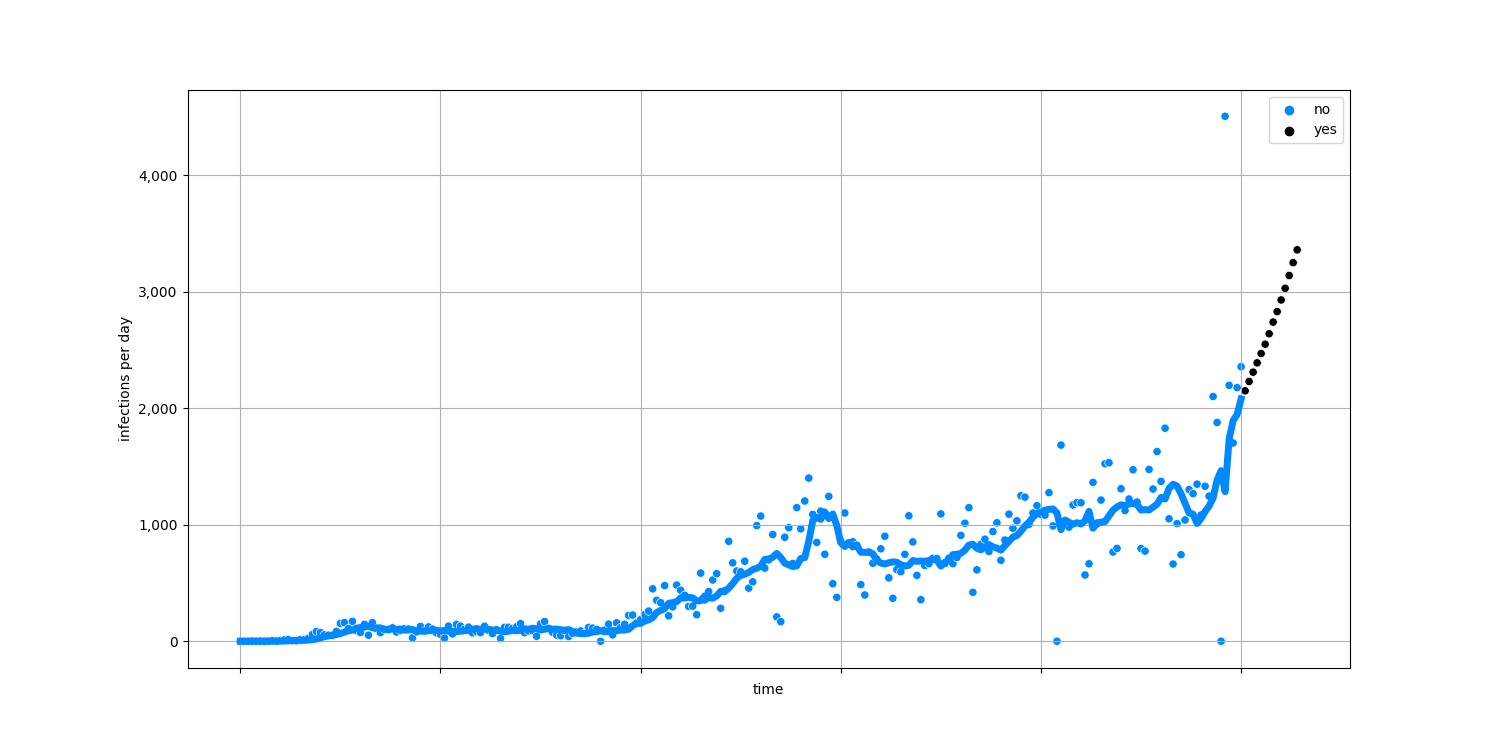 no
yes
4,000
3,000
2,000
1,000
0
infections per day
time